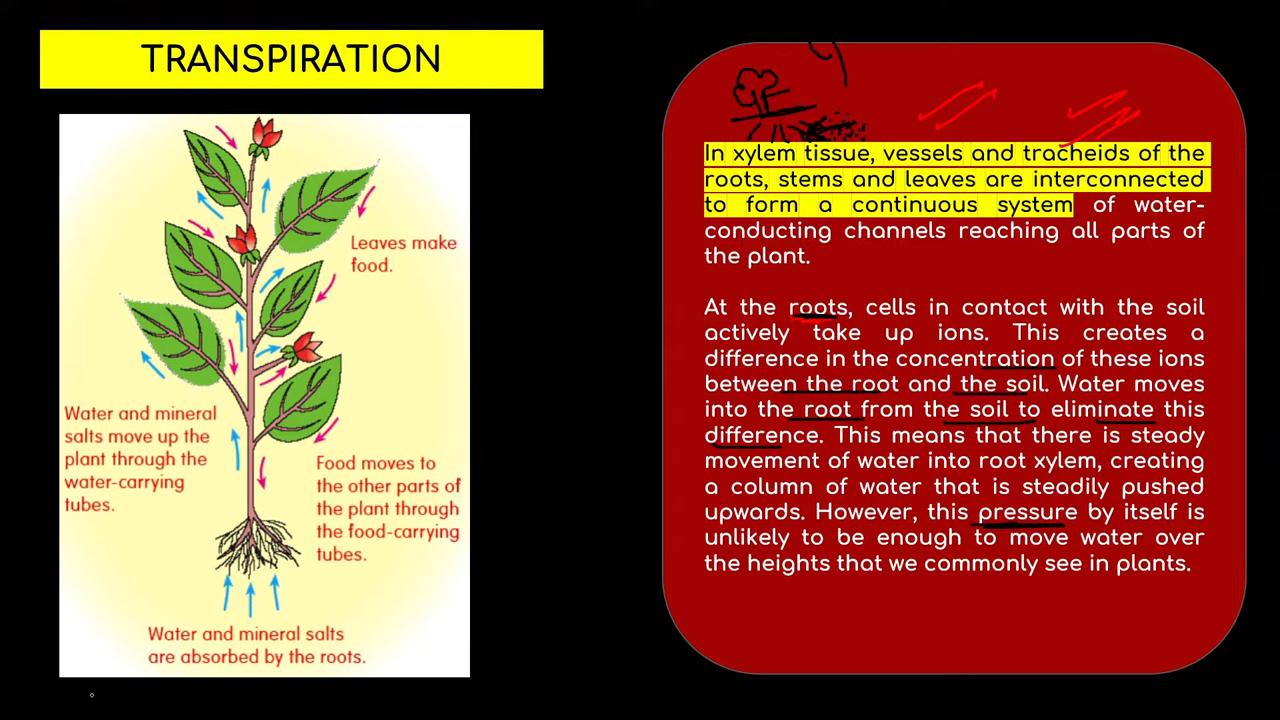 TRANSPIRATION
Leaves make
food.
Water and mineral
salts move up the
plant through the
water-carrying
tubes.
Food moves to
the other parts of
the plant through
the food-carrying
tubes.
Water and mineral salts
are absorbed by the roots.
In xylem tissue, vessels and tracheids of the
roots, stems and leaves are interconnected
to form a continuous system of water-
conducting channels reaching all parts of
the plant.
At the roots, cells in contact with the soil
actively take up ions. This creates a
difference in the concentration of these ions
between the root and the soil. Water moves
into the root from the soil to eliminate this
difference. This means that there is steady
movement of water into root xylem, creating
a column of water that is steadily pushed
upwards. However, this pressure by itself is
unlikely to be enough to move water over
the heights that we commonly see in plants.